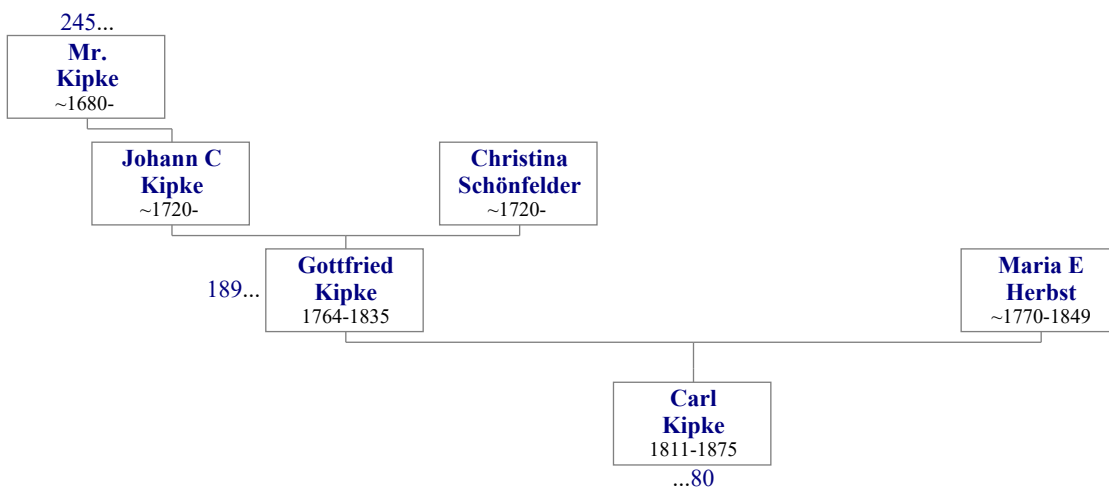 245...
Mr.
Kipke
~1680-
Johann C
Kipke
~1720-
Christina
Schönfelder
~1720-
189...
Gottfried
Kipke
1764-1835
Maria E
Herbst
~1770-1849
Carl
Kipke
1811-1875
...80